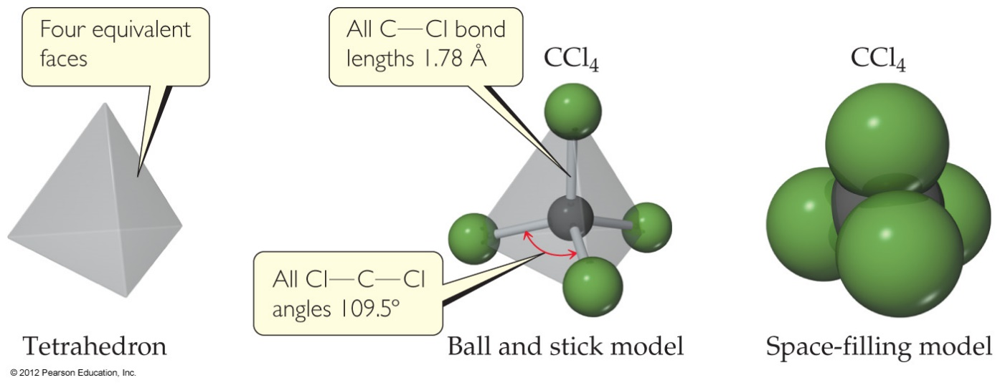 Four equivalent
faces
All C—Cl bond
lengths 1.78 Å
CCl₄
CCl₄
All Cl—C—Cl
angles 109.5º
Tetrahedron
Ball and stick model
Space-filling model
© 2012 Pearson Education, Inc.